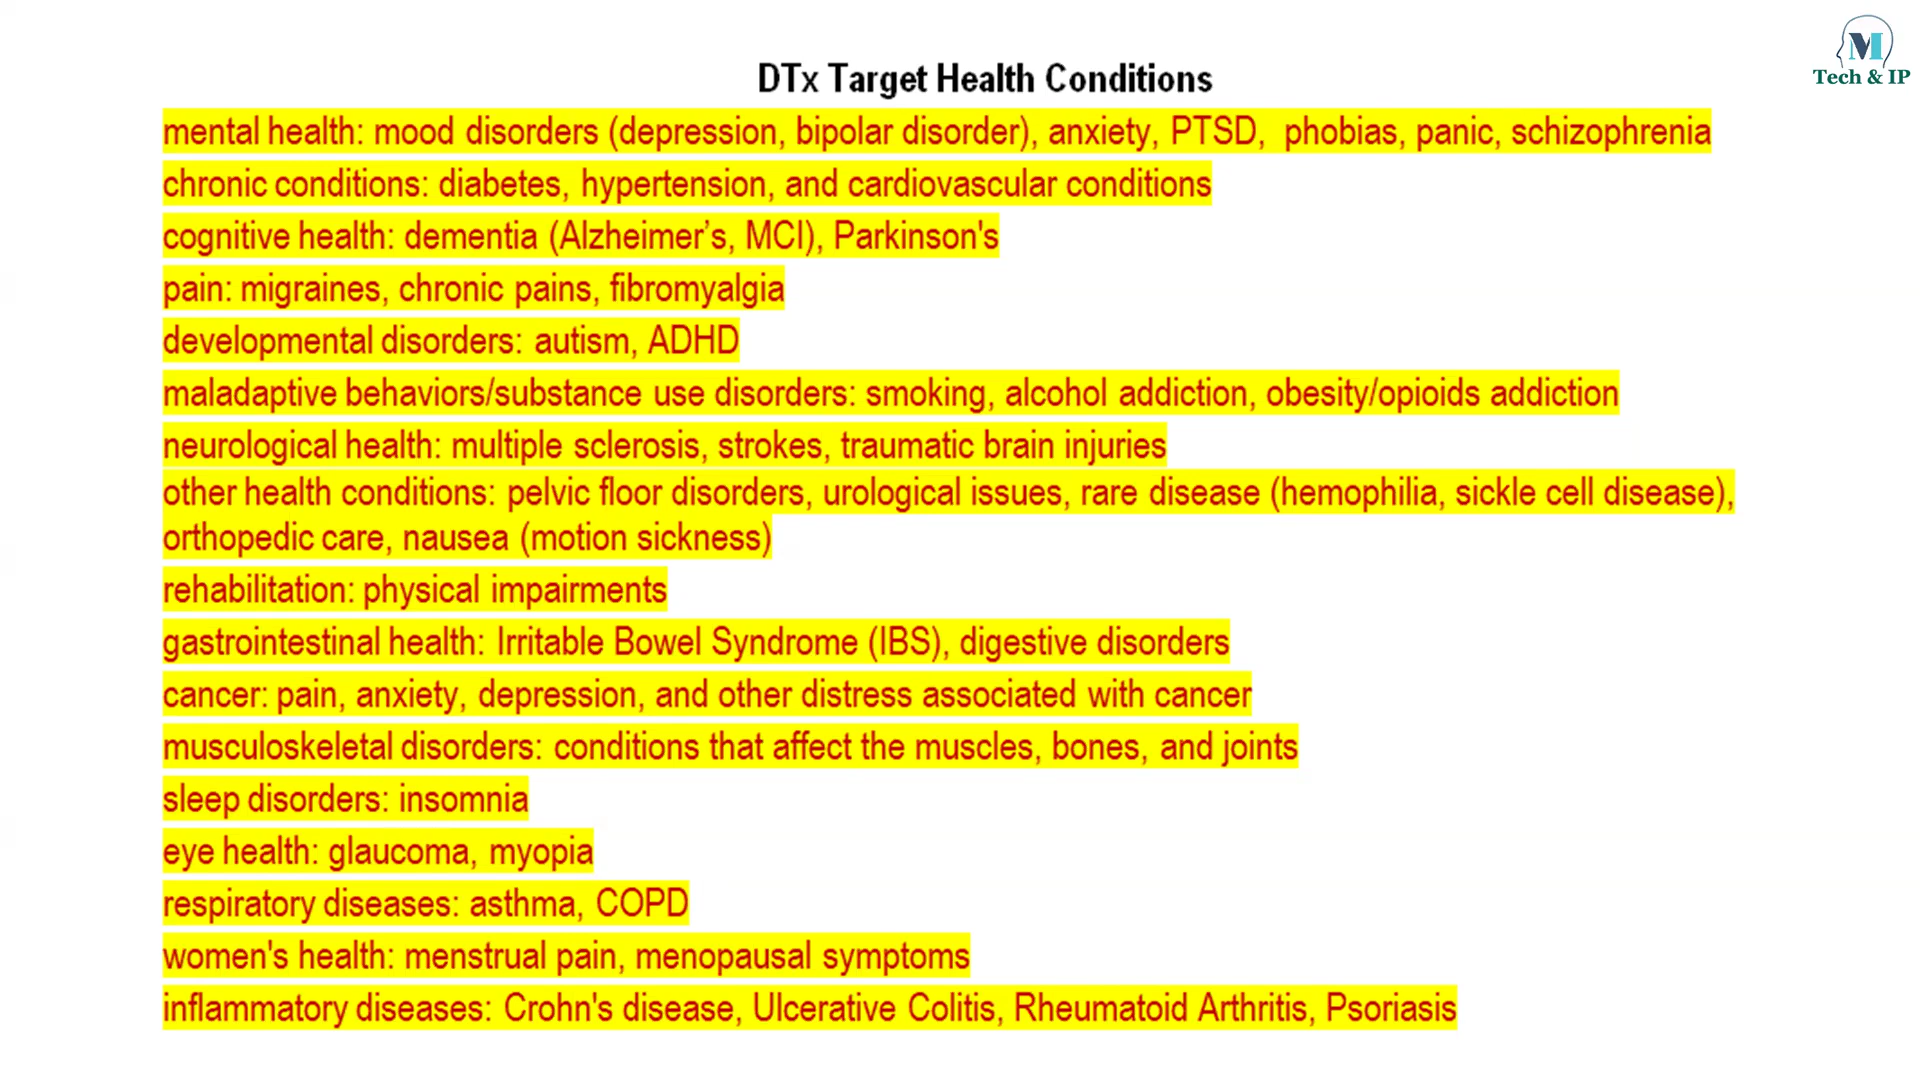 M
Tech & IP
DTx Target Health Conditions
mental health: mood disorders (depression, bipolar disorder), anxiety, PTSD, phobias, panic, schizophrenia
chronic conditions: diabetes, hypertension, and cardiovascular conditions
cognitive health: dementia (Alzheimer’s, MCI), Parkinson's
pain: migraines, chronic pains, fibromyalgia
developmental disorders: autism, ADHD
maladaptive behaviors/substance use disorders: smoking, alcohol addiction, obesity/opioids addiction
neurological health: multiple sclerosis, strokes, traumatic brain injuries
other health conditions: pelvic floor disorders, urological issues, rare disease (hemophilia, sickle cell disease),
orthopedic care, nausea (motion sickness)
rehabilitation: physical impairments
gastrointestinal health: Irritable Bowel Syndrome (IBS), digestive disorders
cancer: pain, anxiety, depression, and other distress associated with cancer
musculoskeletal disorders: conditions that affect the muscles, bones, and joints
sleep disorders: insomnia
eye health: glaucoma, myopia
respiratory diseases: asthma, COPD
women's health: menstrual pain, menopausal symptoms
inflammatory diseases: Crohn's disease, Ulcerative Colitis, Rheumatoid Arthritis, Psoriasis